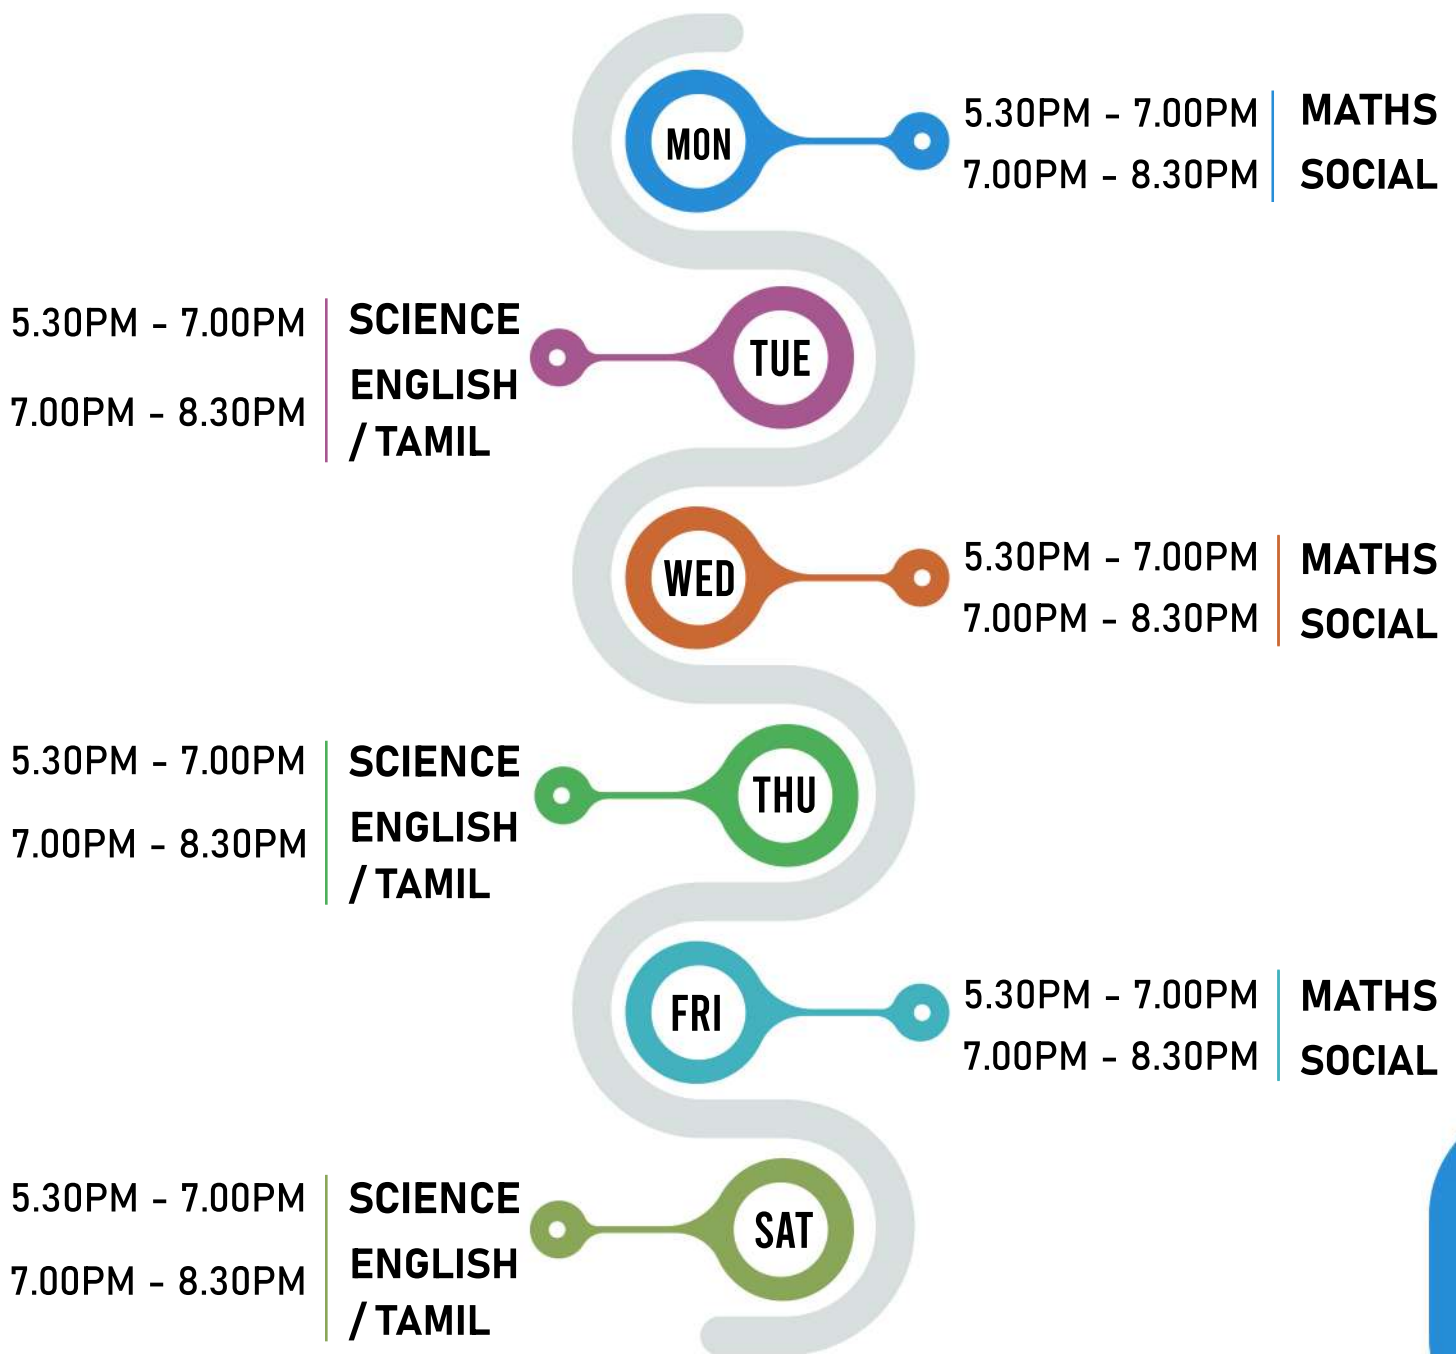 MON
5.30PM - 7.00PM MATHS
7.00PM - 8.30PM SOCIAL
TUE
5.30PM - 7.00PM SCIENCE
7.00PM - 8.30PM ENGLISH
/ TAMIL
WED
5.30PM - 7.00PM MATHS
7.00PM - 8.30PM SOCIAL
THU
5.30PM - 7.00PM SCIENCE
7.00PM - 8.30PM ENGLISH
/ TAMIL
FRI
5.30PM - 7.00PM MATHS
7.00PM - 8.30PM SOCIAL
SAT
5.30PM - 7.00PM SCIENCE
7.00PM - 8.30PM ENGLISH
/ TAMIL